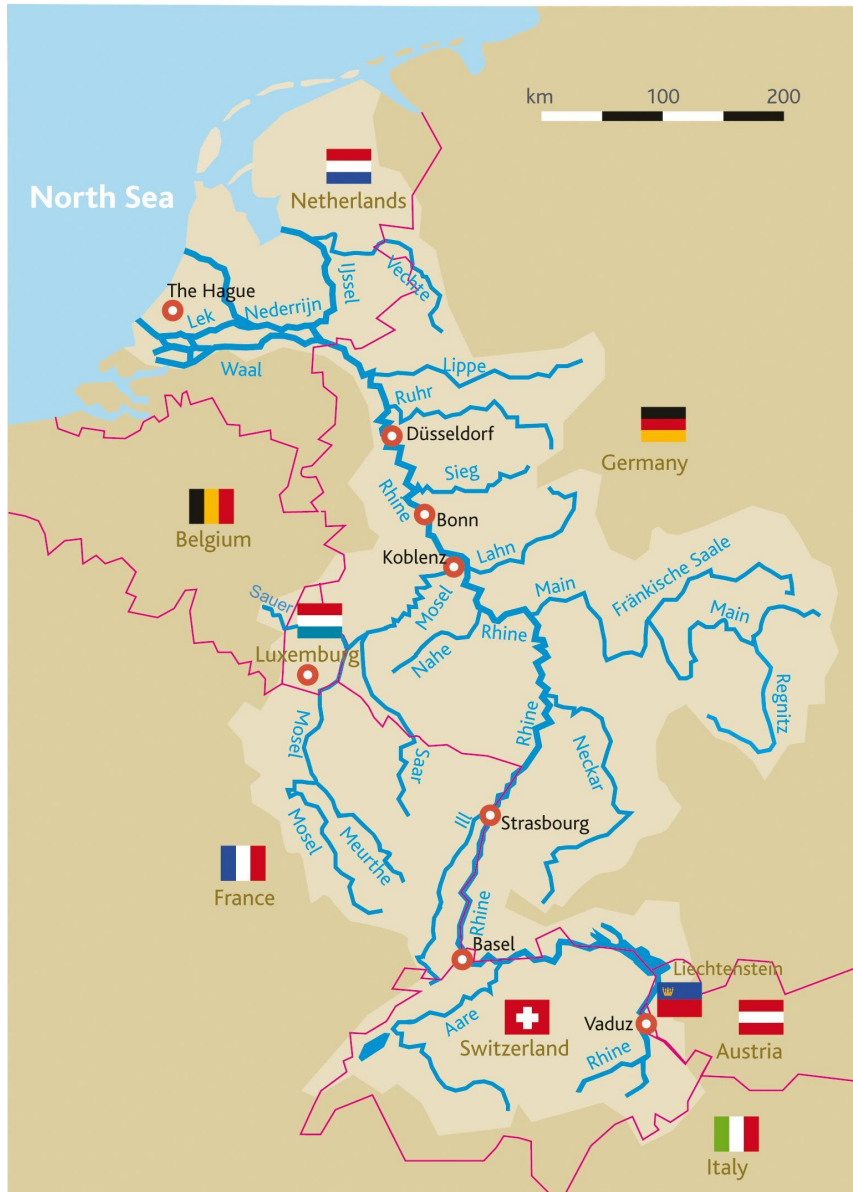 km 100 200
Netherlands
North Sea
The Hague
IJssel
Vechte
Nederrijn
Lek
Waal
Lippe
Ruhr
Düsseldorf
Germany
Sieg
Rhine
Belgium
Bonn
Koblenz
Lahn
Fränkische Saale
Main
Main
Sauer
Mosel
Rhine
Nahe
Luxemburg
Regnitz
Mosel
Rhine
Saar
Neckar
Ill
Strasbourg
Mosel
Meurthe
France
Rhine
Basel
Liechtenstein
Aare
Vaduz
Switzerland
Rhine
Austria
Italy